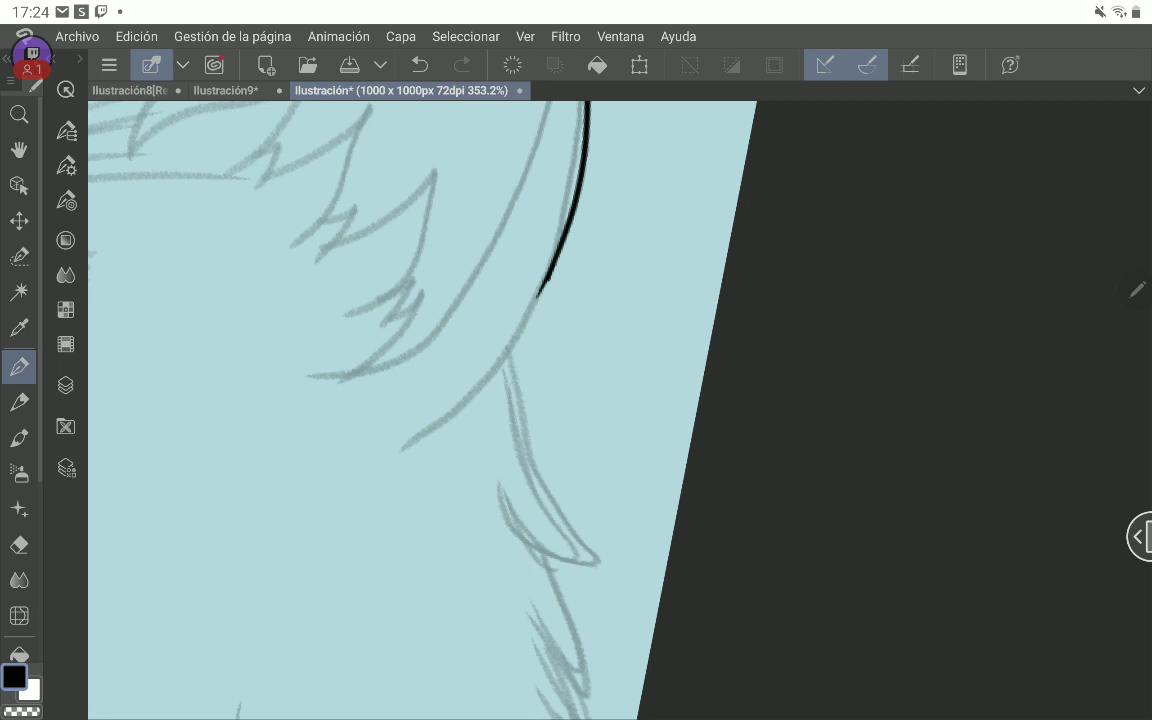 17:24 S
Archivo Edición Gestión de la página Animación Capa Seleccionar Ver Filtro Ventana Ayuda
1
Ilustración8[Re Ilustración9* Ilustración* (1000 x 1000px 72dpi 353.2%)